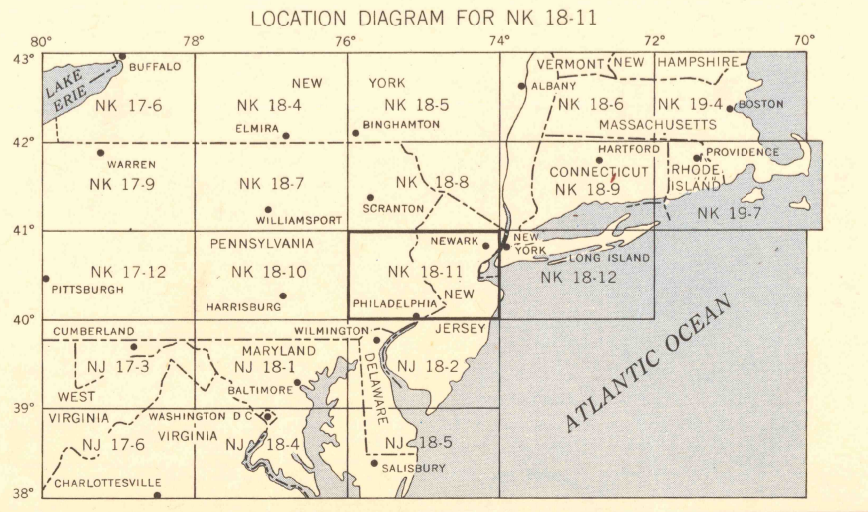 LOCATION DIAGRAM FOR NK 18-11
80° 78° 76° 74° 72° 70°
43°
BUFFALO
LAKE ERIE
NK 17-6
NEW YORK
NK 18-4
NK 18-5
ELMIRA
BINGHAMTON
VERMONT
NEW HAMPSHIRE
ALBANY
NK 18-6
NK 19-4
BOSTON
MASSACHUSETTS
42°
WARREN
NK 17-9
NK 18-7
WILLIAMSPORT
NK 18-8
SCRANTON
HARTFORD
CONNECTICUT
NK 18-9
PROVIDENCE
RHODE
ISLAND
NK 19-7
41°
PENNSYLVANIA
NEWARK
NEW
YORK
LONG ISLAND
NK 17-12
PITTSBURGH
NK 18-10
HARRISBURG
NK 18-11
NK 18-12
PHILADELPHIA
NEW
JERSEY
40°
CUMBERLAND
WILMINGTON
MARYLAND
NJ 17-3
NJ 18-1
NJ 18-2
DELAWARE
WEST
VIRGINIA
BALTIMORE
ATLANTIC OCEAN
39°
WASHINGTON D C
VIRGINIA
NJ 17-6
NJ 18-4
NJ 18-5
SALISBURY
CHARLOTTESVILLE
38°